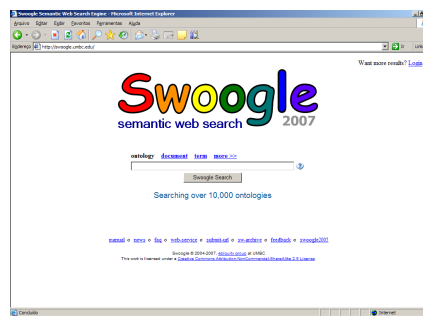 Swoogle Semantic Web Search Engine - Microsoft Internet Explorer
Arquivo Editar Exibir Favoritos Ferramentas Ajuda
Endereço http://swoogle.umbc.edu/ Ir
Want more results? Login
Swoogle
semantic web search 2007
ontology document term more >>
Swoogle Search
Searching over 10,000 ontologies
manual o news o faq o web-service o submit-url o sw-archive o feedback o swoogle2005
Swoogle © 2004-2007, ebiquity group at UMBC
This work is licensed under a Creative Commons Attribution-NonCommercial-ShareAlike 2.5 License
Concluído Internet